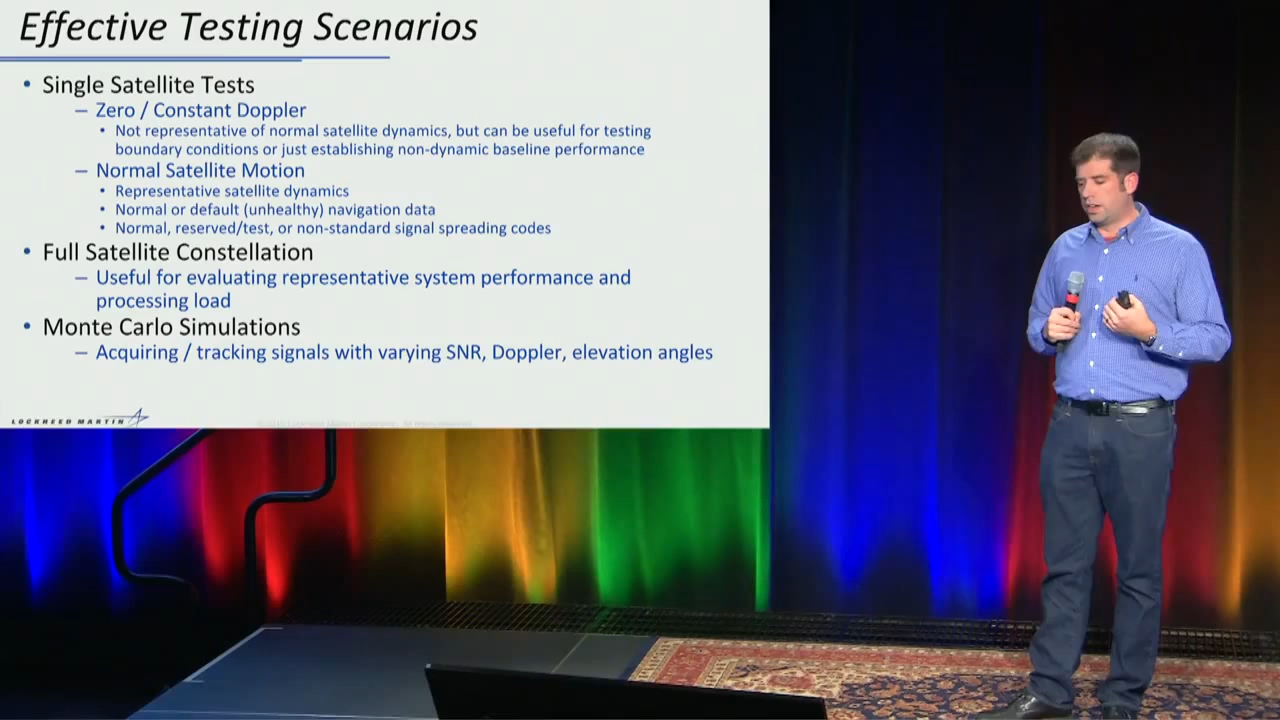 Effective Testing Scenarios
• Single Satellite Tests
– Zero / Constant Doppler
• Not representative of normal satellite dynamics, but can be useful for testing
boundary conditions or just establishing non-dynamic baseline performance
– Normal Satellite Motion
• Representative satellite dynamics
• Normal or default (unhealthy) navigation data
• Normal, reserved/test, or non-standard signal spreading codes
• Full Satellite Constellation
– Useful for evaluating representative system performance and
processing load
• Monte Carlo Simulations
– Acquiring / tracking signals with varying SNR, Doppler, elevation angles
LOCKHEED MARTIN